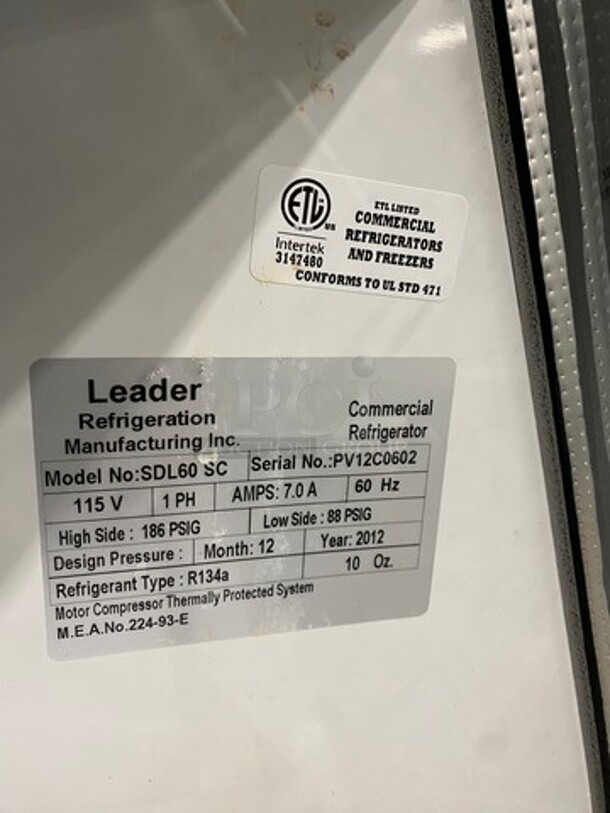 ETL
us
Intertek
3147480
ETL LISTED
COMMERCIAL
REFRIGERATORS
AND FREEZERS
CONFORMS TO UL STD 471
Leader
Refrigeration
Manufacturing Inc.
Commercial
Refrigerator
Model No:SDL60 SC Serial No.:PV12C0602
115 V 1 PH AMPS: 7.0 A 60 Hz
High Side : 186 PSIG Low Side : 88 PSIG
Design Pressure : Month: 12 Year: 2012
Refrigerant Type : R134a 10 Oz.
Motor Compressor Thermally Protected System
M.E.A.No.224-93-E